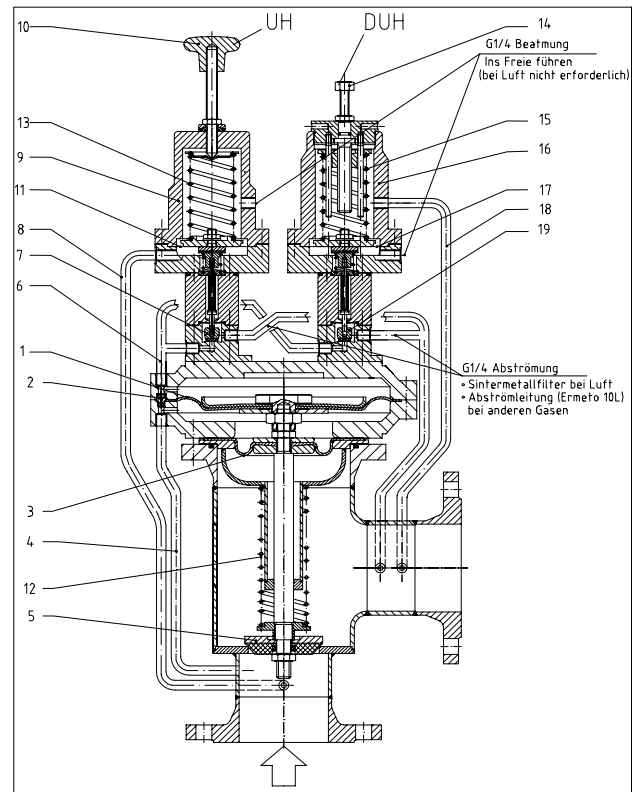 10
UH
DUH
14
G1/4 Beatmung
Ins Freie führen
(bei Luft nicht erforderlich)
13
9
11
8
7
6
1
2
3
4
12
5
15
16
17
18
19
G1/4 Abströmung
• Sintermetallfilter bei Luft
• Abströmleitung (Ermeto 10L)
bei anderen Gasen